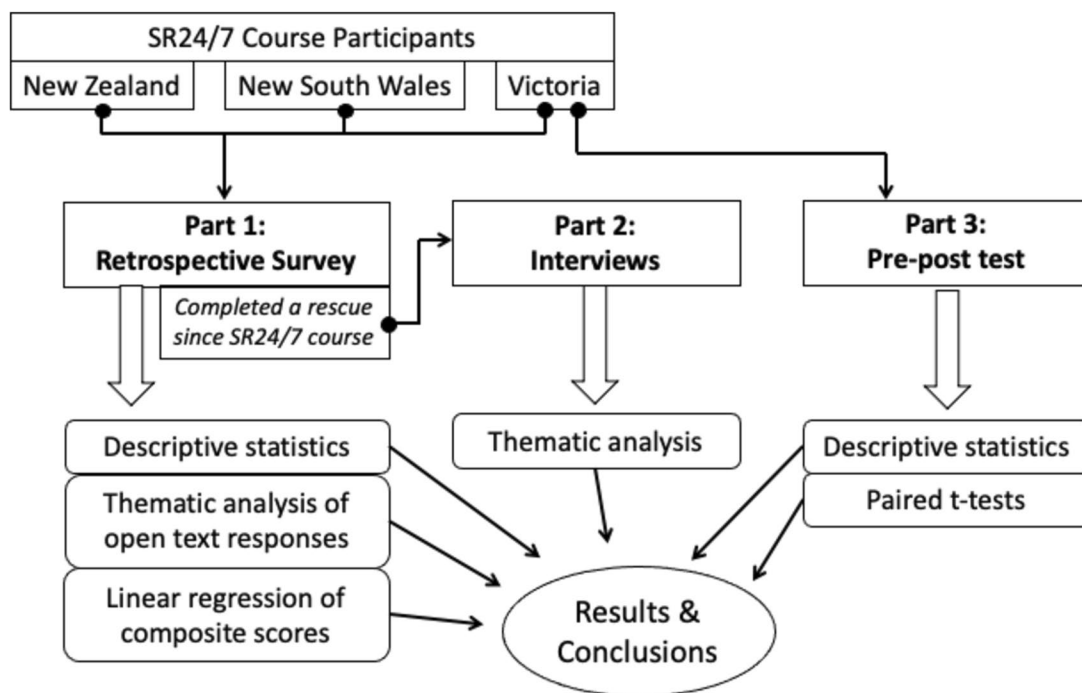 SR24/7 Course Participants
New Zealand
New South Wales
Victoria
Part 1:
Retrospective Survey
Completed a rescue
since SR24/7 course
Part 2:
Interviews
Part 3:
Pre-post test
Descriptive statistics
Thematic analysis of
open text responses
Linear regression of
composite scores
Thematic analysis
Descriptive statistics
Paired t-tests
Results &
Conclusions